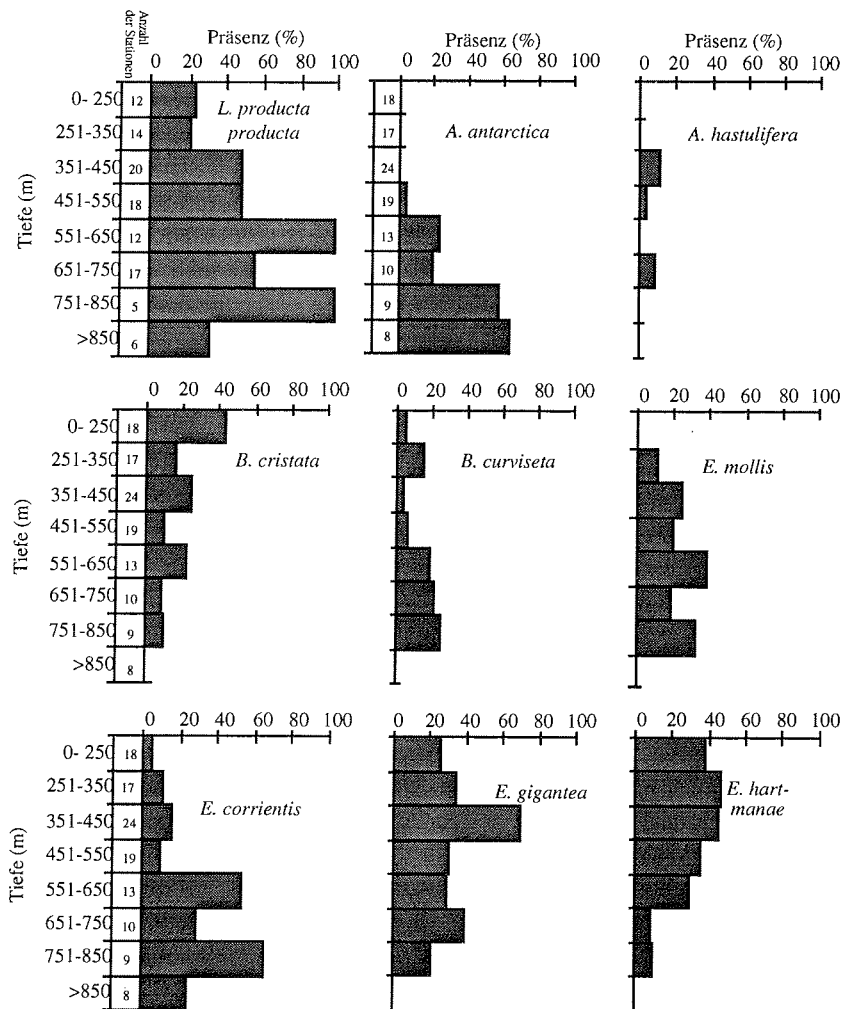 Anzahl
der Stationen
Präsenz (%)
0 20 40 60 80 100
Tiefe (m)
0- 250 12
251-350 14
351-450 20
451-550 18
551-650 12
651-750 17
751-850 5
>850 6
L. producta
producta
Präsenz (%)
0 20 40 60 80 100
18
17
24
19
13
10
9
8
A. antarctica
Präsenz (%)
0 20 40 60 80 100
A. hastulifera
0 20 40 60 80 100
Tiefe (m)
0- 250 18
251-350 17
351-450 24
451-550 19
551-650 13
651-750 10
751-850 9
>850 8
B. cristata
0 20 40 60 80 100
B. curviseta
0 20 40 60 80 100
E. mollis
0 20 40 60 80 100
Tiefe (m)
0- 250 18
251-350 17
351-450 24
451-550 19
551-650 13
651-750 10
751-850 9
>850 8
E. corrientis
0 20 40 60 80 100
E. gigantea
0 20 40 60 80 100
E. hart-
manae